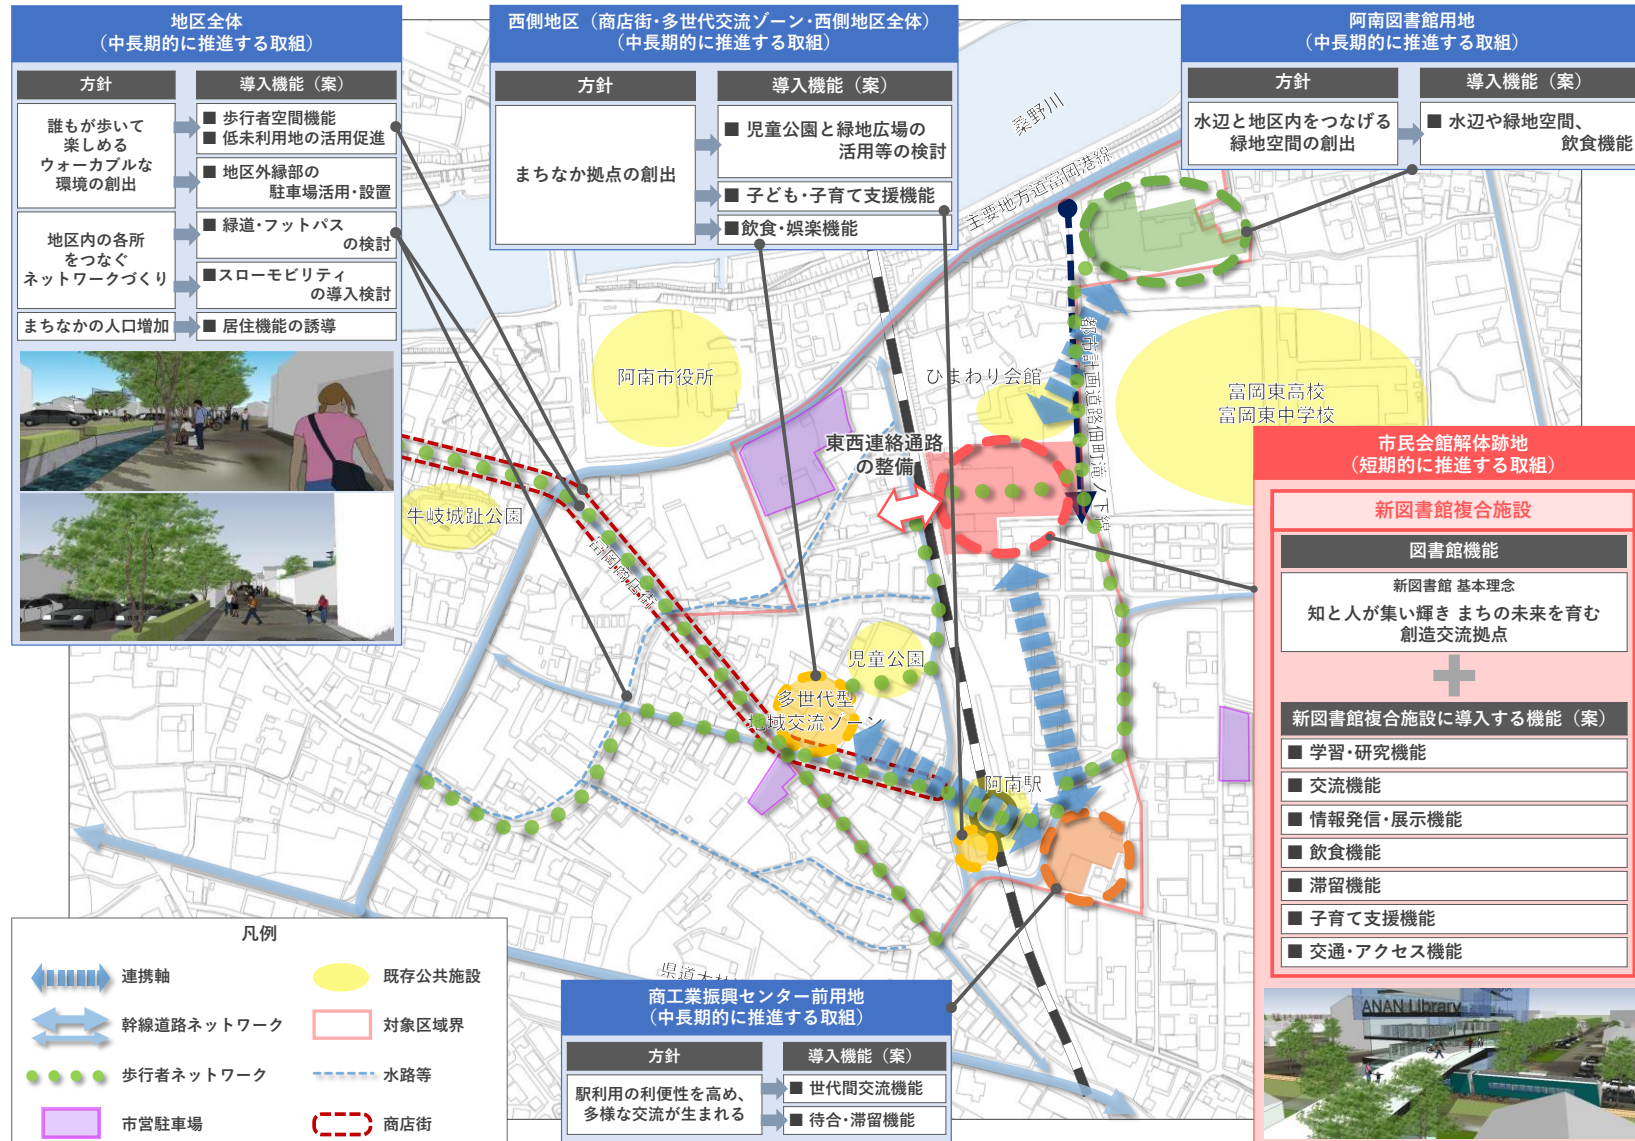 地区全体
（中長期的に推進する取組）
方針
導入機能（案）
誰もが歩いて
楽しめる
ウォーカブルな
環境の創出
■ 歩行者空間機能
■ 低未利用地の活用促進
■ 地区外縁部の
駐車場活用・設置
地区内の各所
をつなぐ
ネットワークづくり
■ 緑道・フットパス
の検討
■スローモビリティ
の導入検討
まちなかの人口増加
■ 居住機能の誘導
西側地区（商店街・多世代交流ゾーン・西側地区全体）
（中長期的に推進する取組）
方針
導入機能（案）
まちなか拠点の創出
■ 児童公園と緑地広場の
活用等の検討
■ 子ども・子育て支援機能
■飲食・娯楽機能
阿南図書館用地
（中長期的に推進する取組）
方針
導入機能（案）
水辺と地区内をつなげる
緑地空間の創出
■ 水辺や緑地空間、
飲食機能
桑野川
主要地方道富岡港線
都市計画道路佃町滝ノ下線
阿南市役所
ひまわり会館
富岡東高校
富岡東中学校
東西連絡通路
の整備
牛岐城趾公園
富岡商店街
児童公園
多世代型
地域交流ゾーン
阿南駅
市民会館解体跡地
（短期的に推進する取組）
新図書館複合施設
図書館機能
新図書館 基本理念
知と人が集い輝き まちの未来を育む
創造交流拠点
新図書館複合施設に導入する機能（案）
■ 学習・研究機能
■ 交流機能
■ 情報発信・展示機能
■ 飲食機能
■ 滞留機能
■ 子育て支援機能
■ 交通・アクセス機能
ANAN Library
県道大林
商工業振興センター前用地
（中長期的に推進する取組）
方針
導入機能（案）
駅利用の利便性を高め、
多様な交流が生まれる
■ 世代間交流機能
■ 待合・滞留機能
凡例
連携軸
既存公共施設
幹線道路ネットワーク
対象区域界
歩行者ネットワーク
水路等
市営駐車場
商店街